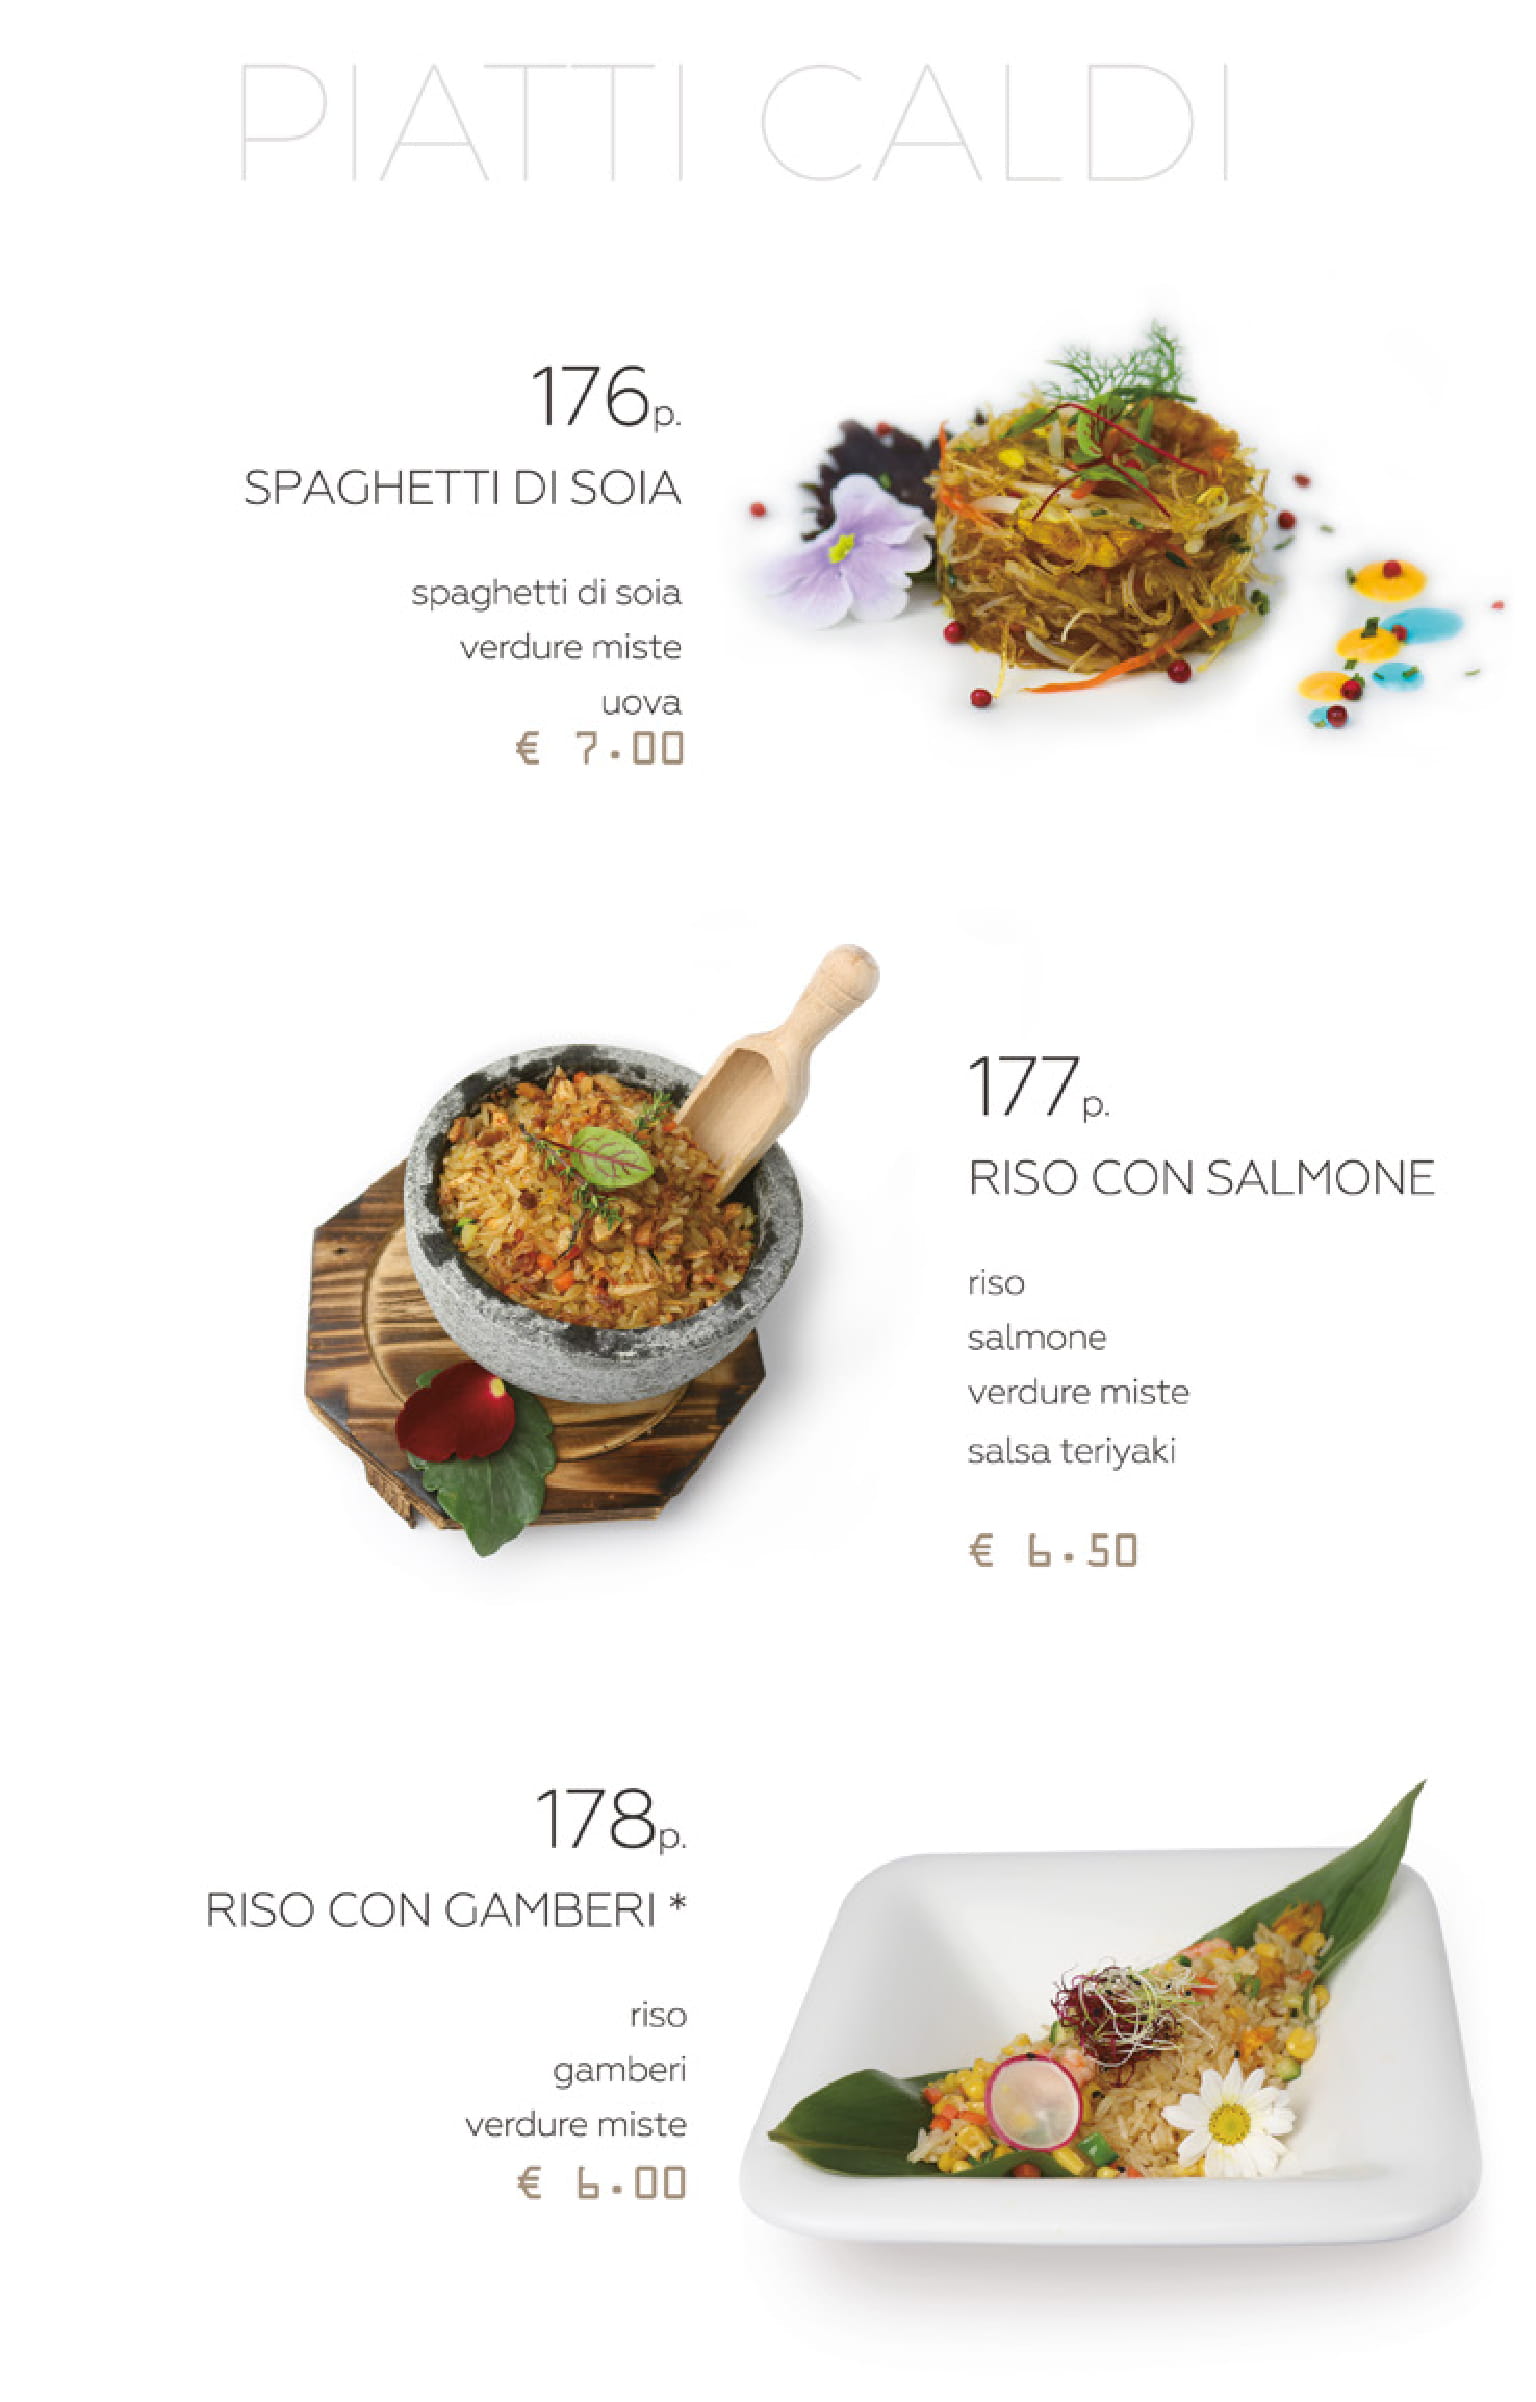 PIATTI CALDI
176p.
SPAGHETTI DI SOIA
spaghetti di soia
verdure miste
uova
€ 7.00
177p.
RISO CON SALMONE
riso
salmone
verdure miste
salsa teriyaki
€ 6.50
178p.
RISO CON GAMBERI *
riso
gamberi
verdure miste
€ 6.00